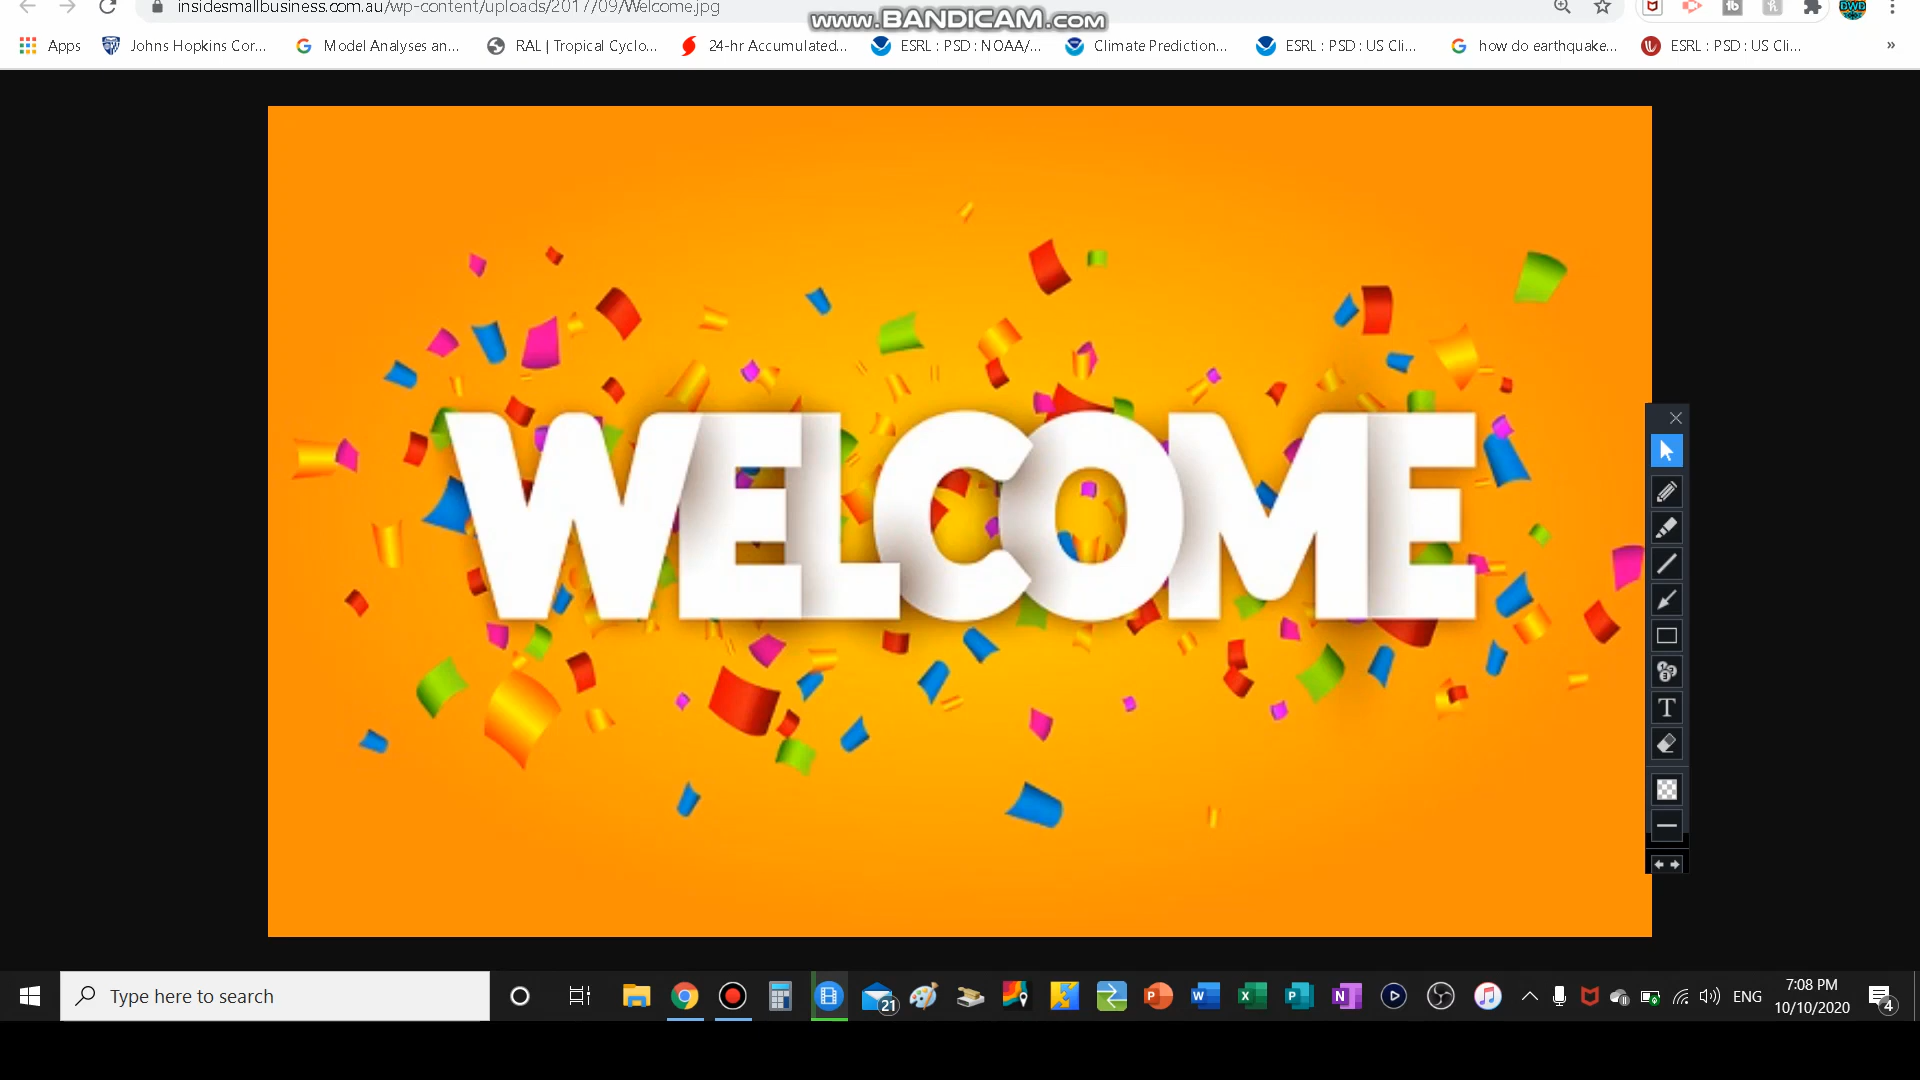 insidesmallbusiness.com.au/wp-content/uploads/2017/09/Welcome.jpg
www.BANDICAM.com
Apps Johns Hopkins Cor... Model Analyses an... RAL | Tropical Cyclo... 24-hr Accumulated... ESRL : PSD : NOAA/... Climate Prediction... ESRL : PSD : US Cli... how do earthquake... ESRL : PSD : US Cli... »
WELCOME
T
Type here to search
21
ENG
7:08 PM
10/10/2020
4